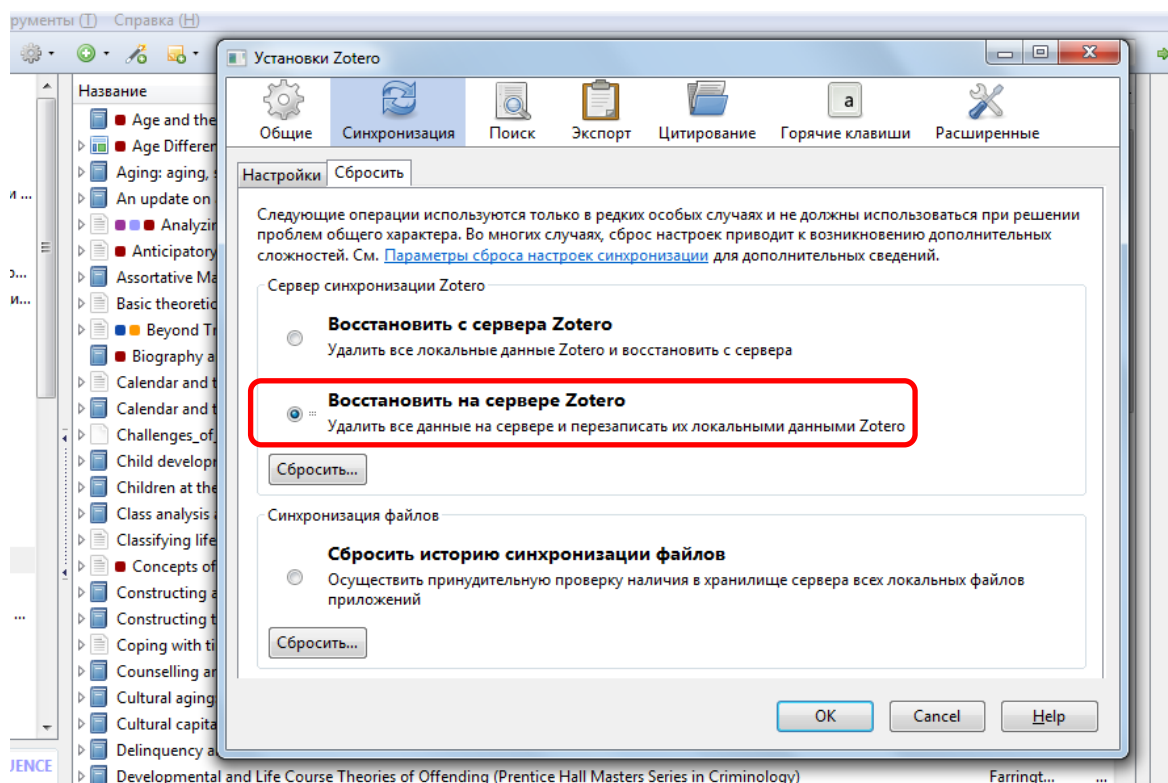 рументы (T) Справка (H)
Установки Zotero
Общие Синхронизация Поиск Экспорт Цитирование Горячие клавиши Расширенные
a
Настройки Сбросить
Следующие операции используются только в редких особых случаях и не должны использоваться при решении
проблем общего характера. Во многих случаях, сброс настроек приводит к возникновению дополнительных
сложностей. См. Параметры сброса настроек синхронизации для дополнительных сведений.
Сервер синхронизации Zotero
Восстановить с сервера Zotero
Удалить все локальные данные Zotero и восстановить с сервера
Восстановить на сервере Zotero
Удалить все данные на сервере и перезаписать их локальными данными Zotero
Сбросить...
Синхронизация файлов
Сбросить историю синхронизации файлов
Осуществить принудительную проверку наличия в хранилище сервера всех локальных файлов
приложений
Сбросить...
OK Cancel Help
Название
Age and the
Age Differen
Aging: aging, s
An update on
Analyzin
Anticipatory
Assortative Ma
Basic theoretic
Beyond Tr
Biography a
Calendar and t
Calendar and t
Challenges_of_
Child developm
Children at the
Class analysis a
Classifying life
Concepts of
Constructing a
Constructing t
Coping with ti
Counselling an
Cultural aging:
Cultural capita
Delinquency a
Developmental and Life Course Theories of Offending (Prentice Hall Masters Series in Criminology) Farringt... ...
и ...
о...
и...
...
UENCE